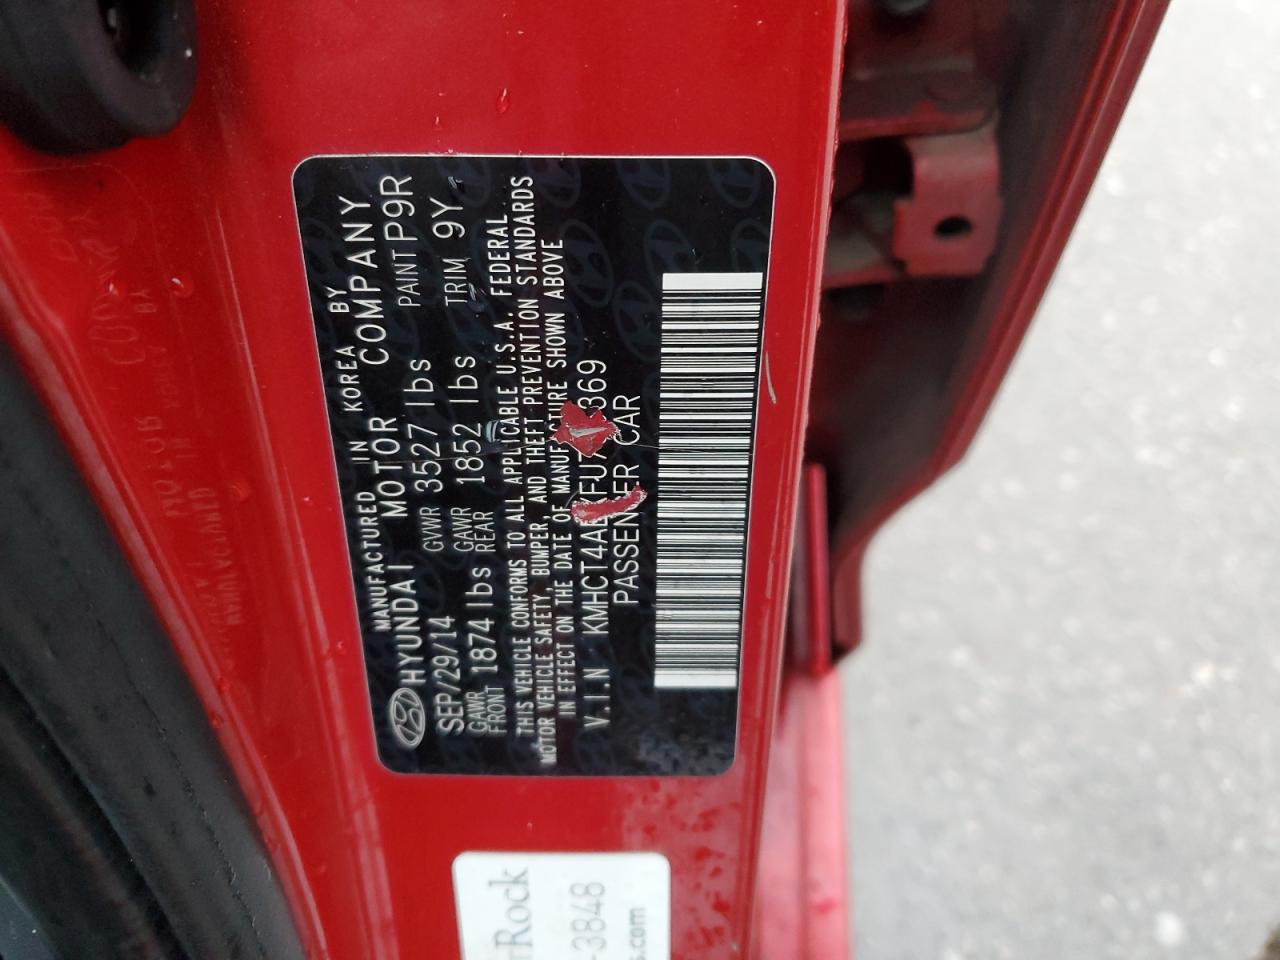 MANUFACTURED IN KOREA BY
HYUNDAI MOTOR COMPANY
SEP/29/14 GVWR 3527 lbs PAINT P9R
GAWR FRONT 1874 lbs GAWR REAR 1852 lbs TRIM 9Y
THIS VEHICLE CONFORMS TO ALL APPLICABLE U.S.A. FEDERAL
MOTOR VEHICLE SAFETY, BUMPER, AND THEFT PREVENTION STANDARDS
IN EFFECT ON THE DATE OF MANUFACTURE SHOWN ABOVE
V.I.N
PASSENGER CAR
Rock
-3848
.com